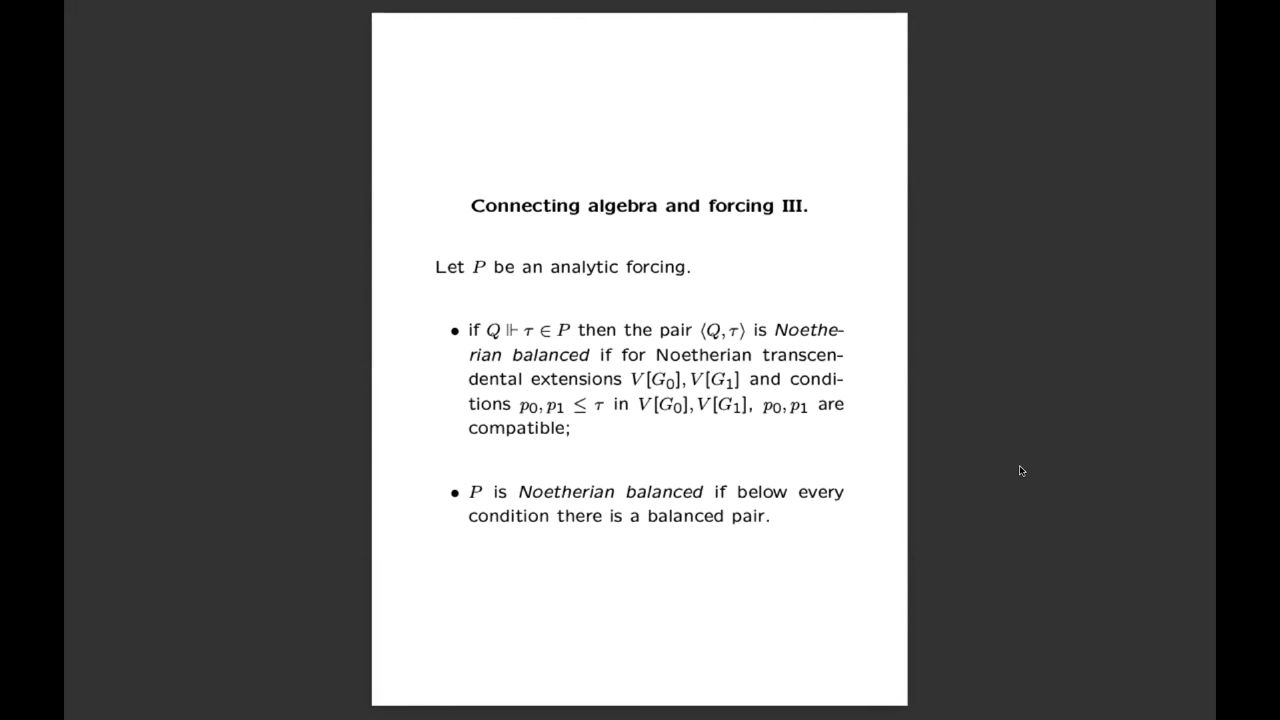 Connecting algebra and forcing III.
Let P be an analytic forcing.
• if Q ⊩ τ ∈ P then the pair ⟨Q, τ⟩ is Noethe-
rian balanced if for Noetherian transcen-
dental extensions V[G₀], V[G₁] and condi-
tions p₀, p₁ ≤ τ in V[G₀], V[G₁], p₀, p₁ are
compatible;
• P is Noetherian balanced if below every
condition there is a balanced pair.